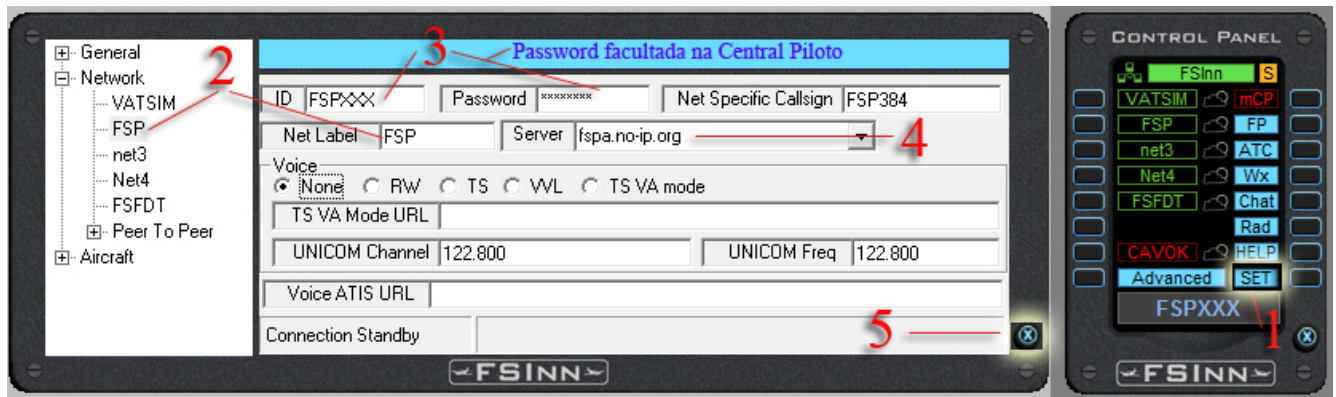 General
Network
VATSIM
FSP
net3
Net4
FSFDT
Peer To Peer
Aircraft
2
3
Password facultada na Central Piloto
ID FSPXXX Password ******** Net Specific Callsign FSP384
Net Label FSP Server fspa.no-ip.org 4
Voice
None RW TS VVL TS VA mode
TS VA Mode URL
UNICOM Channel 122.800 UNICOM Freq 122.800
Voice ATIS URL
Connection Standby 5
FSINN
CONTROL PANEL
FSInn S
VATSIM mCP
FSP FP
net3 ATC
Net4 Wx
FSFDT Chat
Rad
CAVOK HELP
Advanced SET
FSPXXX
1
FSINN